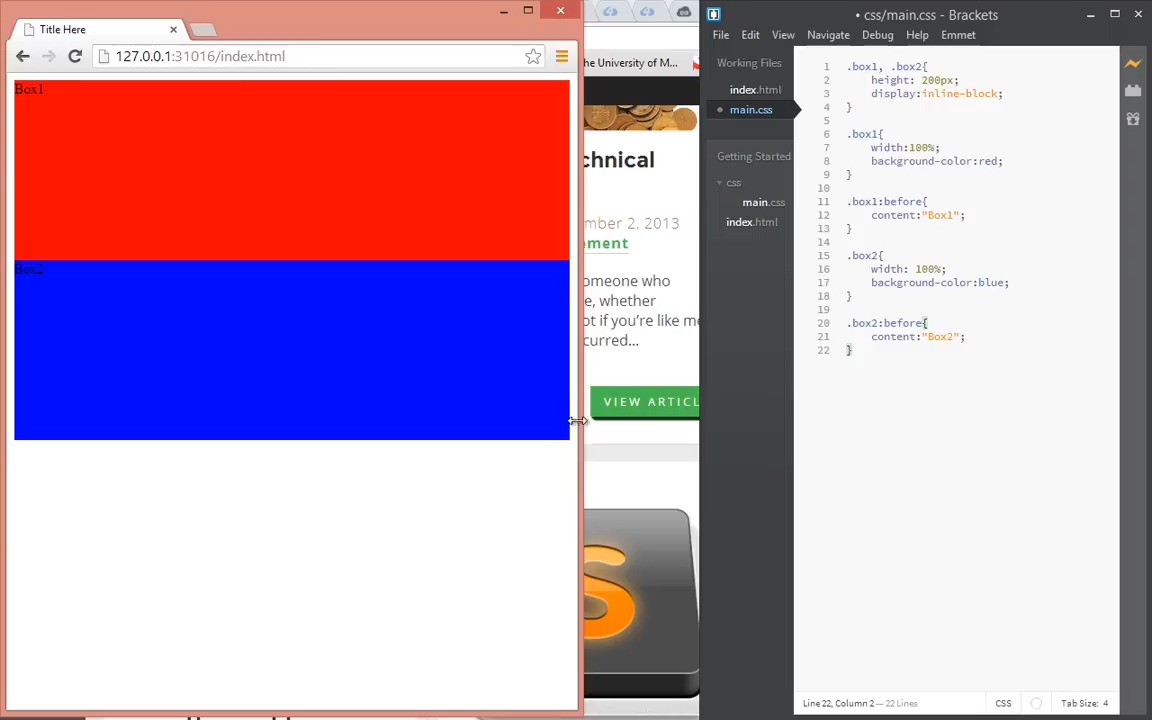 Title Here
127.0.0.1:31016/index.html
Box1
Box2
The University of M...
chnical
mber 2, 2013
ement
omeone who
e, whether
ot if you're like me
curred...
VIEW ARTICL
• css/main.css - Brackets
File Edit View Navigate Debug Help Emmet
Working Files
index.html
main.css
Getting Started
css
main.css
index.html
1 .box1, .box2{
2 height: 200px;
3 display:inline-block;
4 }
5
6 .box1{
7 width:100%;
8 background-color:red;
9 }
10
11 .box1:before{
12 content:"Box1";
13 }
14
15 .box2{
16 width: 100%;
17 background-color:blue;
18 }
19
20 .box2:before{
21 content:"Box2";
22 }
Line 22, Column 2 — 22 Lines
CSS
Tab Size: 4